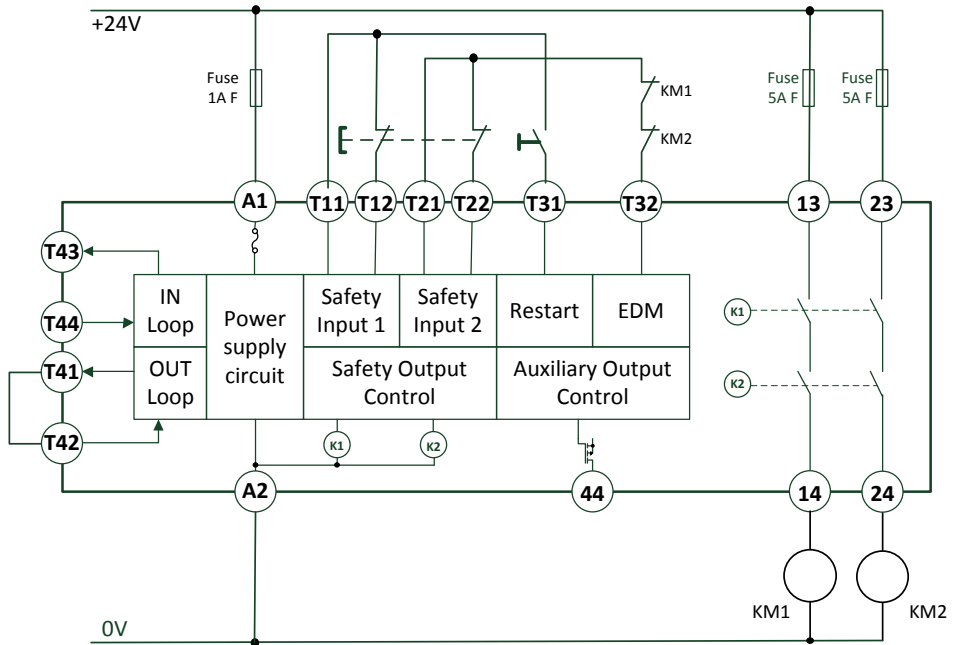 +24V
Fuse
1A F
Fuse
5A F
Fuse
5A F
KM1
KM2
A1
T11
T12
T21
T22
T31
T32
13
23
T43
T44
T41
T42
IN
Loop
OUT
Loop
Power
supply
circuit
Safety
Input 1
Safety
Input 2
Restart
EDM
Safety Output
Control
Auxiliary Output
Control
K1
K2
K1
K2
A2
44
14
24
KM1
KM2
0V